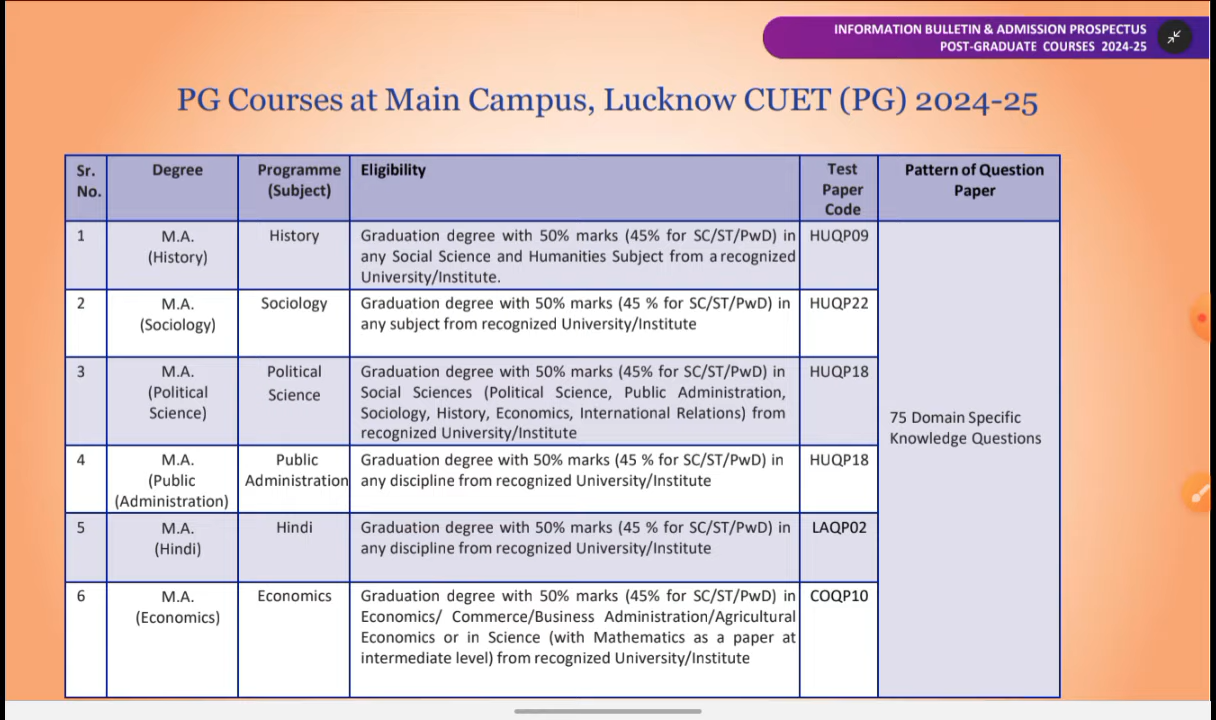 INFORMATION BULLETIN & ADMISSION PROSPECTUS
POST-GRADUATE COURSES 2024-25
PG Courses at Main Campus, Lucknow CUET (PG) 2024-25
Sr. No.
Degree
Programme (Subject)
Eligibility
Test Paper Code
Pattern of Question Paper
1
M.A.
(History)
History
Graduation degree with 50% marks (45% for SC/ST/PwD) in
any Social Science and Humanities Subject from a recognized
University/Institute.
HUQP09
2
M.A.
(Sociology)
Sociology
Graduation degree with 50% marks (45 % for SC/ST/PwD) in
any subject from recognized University/Institute
HUQP22
3
M.A.
(Political
Science)
Political
Science
Graduation degree with 50% marks (45% for SC/ST/PwD) in
Social Sciences (Political Science, Public Administration,
Sociology, History, Economics, International Relations) from
recognized University/Institute
HUQP18
75 Domain Specific
Knowledge Questions
4
M.A.
(Public
(Administration)
Public
Administration
Graduation degree with 50% marks (45 % for SC/ST/PwD) in
any discipline from recognized University/Institute
HUQP18
5
M.A.
(Hindi)
Hindi
Graduation degree with 50% marks (45 % for SC/ST/PwD) in
any discipline from recognized University/Institute
LAQP02
6
M.A.
(Economics)
Economics
Graduation degree with 50% marks (45% for SC/ST/PwD) in
Economics/ Commerce/Business Administration/Agricultural
Economics or in Science (with Mathematics as a paper at
intermediate level) from recognized University/Institute
COQP10